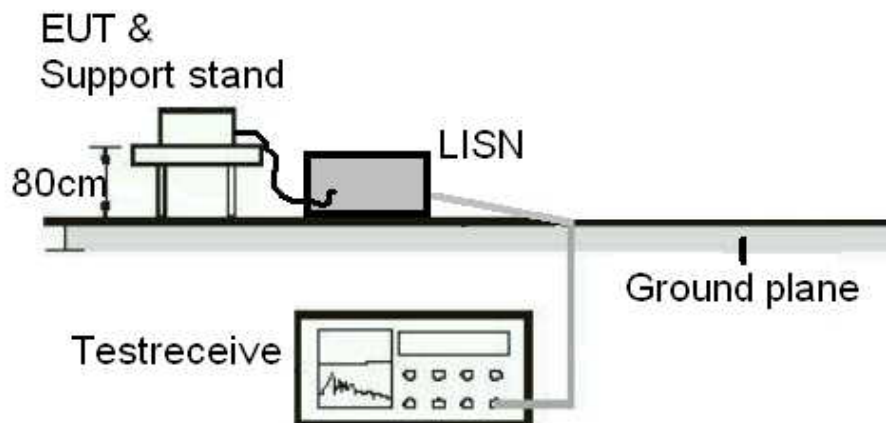 EUT &
Support stand
LISN
80cm
Ground plane
Testreceive